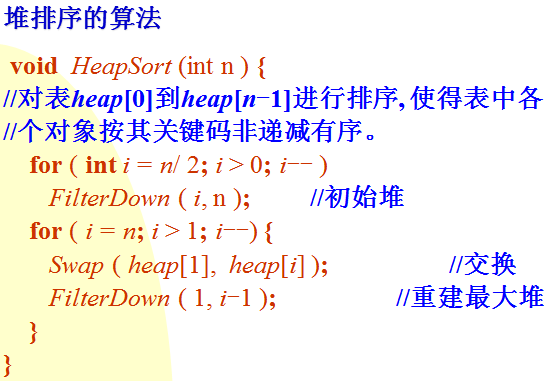 堆排序的算法
void HeapSort (int n ) {
//对表heap[0]到heap[n−1]进行排序, 使得表中各
//个对象按其关键码非递减有序。
for ( int i = n/ 2; i > 0; i−− )
FilterDown ( i, n ); //初始堆
for ( i = n; i > 1; i−−) {
Swap ( heap[1], heap[i] ); //交换
FilterDown ( 1, i−1 ); //重建最大堆
}
}